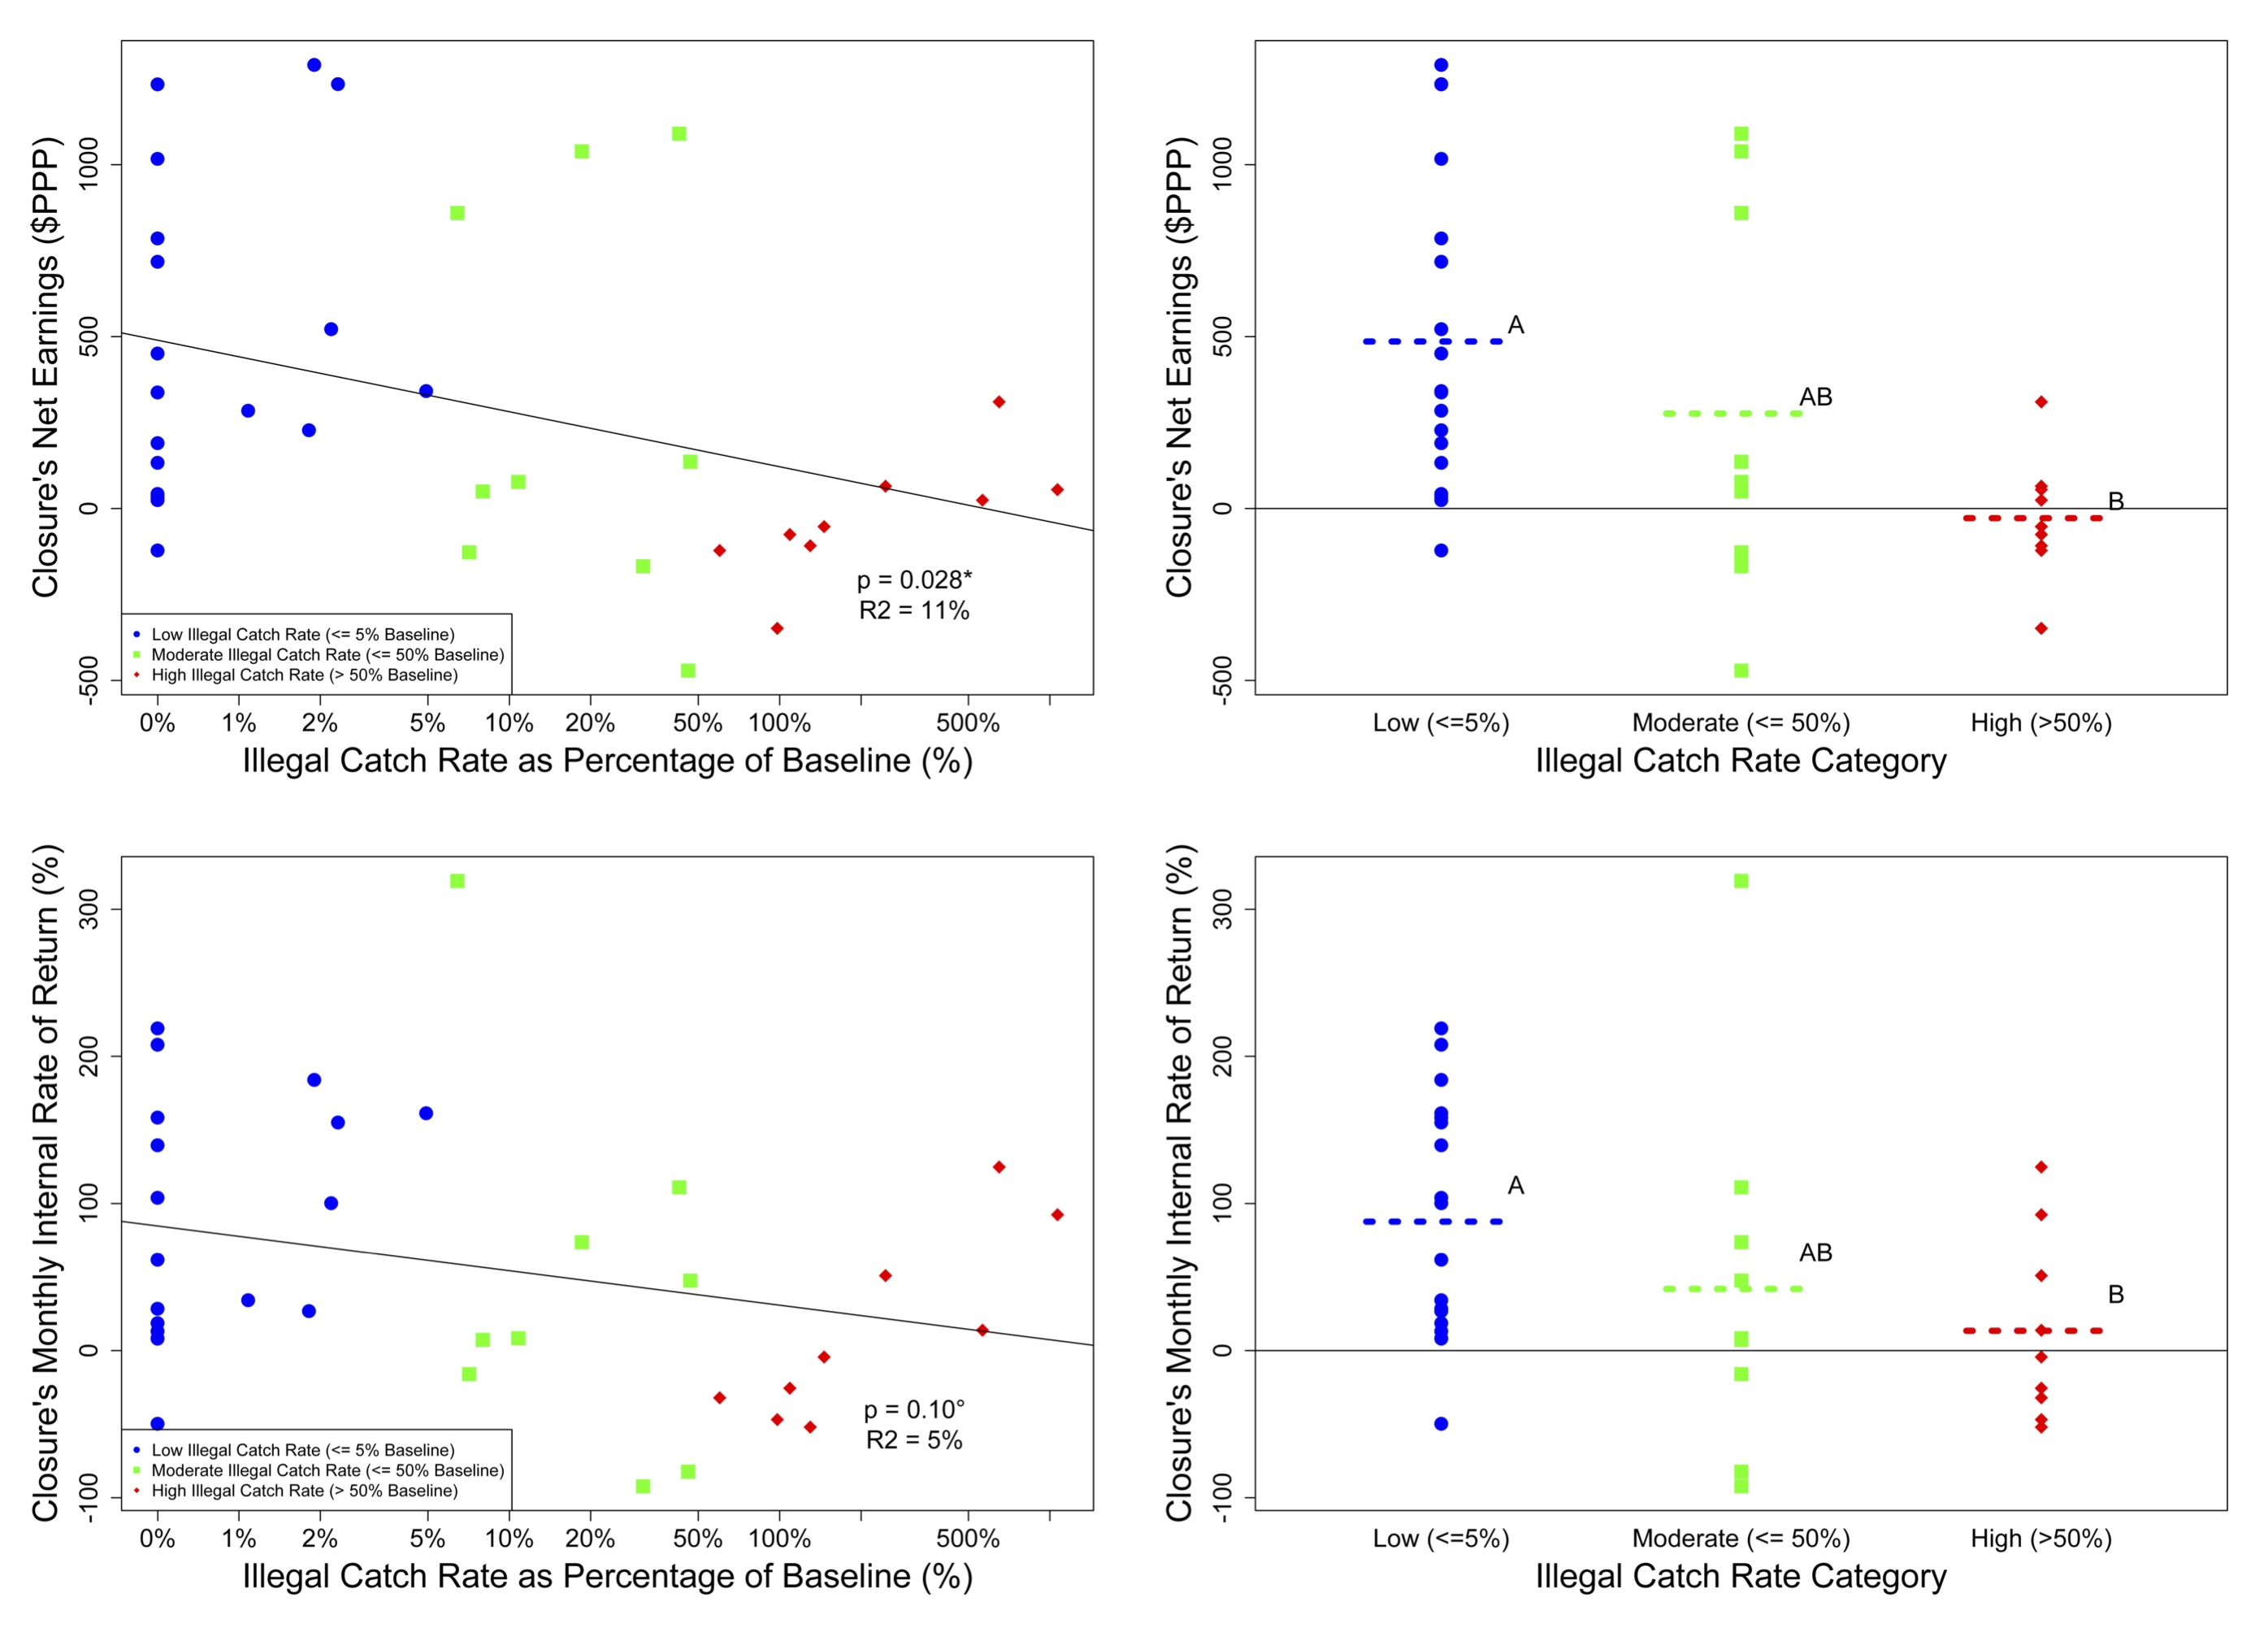 Closure's Net Earnings ($PPP)
1000
500
0
-500
p = 0.028*
R2 = 11%
Low Illegal Catch Rate (<= 5% Baseline)
Moderate Illegal Catch Rate (<= 50% Baseline)
High Illegal Catch Rate (> 50% Baseline)
0% 1% 2% 5% 10% 20% 50% 100% 500%
Illegal Catch Rate as Percentage of Baseline (%)
Closure's Net Earnings ($PPP)
1000
500
0
-500
A
AB
B
Low (<=5%) Moderate (<= 50%) High (>50%)
Illegal Catch Rate Category
Closure's Monthly Internal Rate of Return (%)
300
200
100
0
-100
p = 0.10°
R2 = 5%
Low Illegal Catch Rate (<= 5% Baseline)
Moderate Illegal Catch Rate (<= 50% Baseline)
High Illegal Catch Rate (> 50% Baseline)
0% 1% 2% 5% 10% 20% 50% 100% 500%
Illegal Catch Rate as Percentage of Baseline (%)
Closure's Monthly Internal Rate of Return (%)
300
200
100
0
-100
A
AB
B
Low (<=5%) Moderate (<= 50%) High (>50%)
Illegal Catch Rate Category